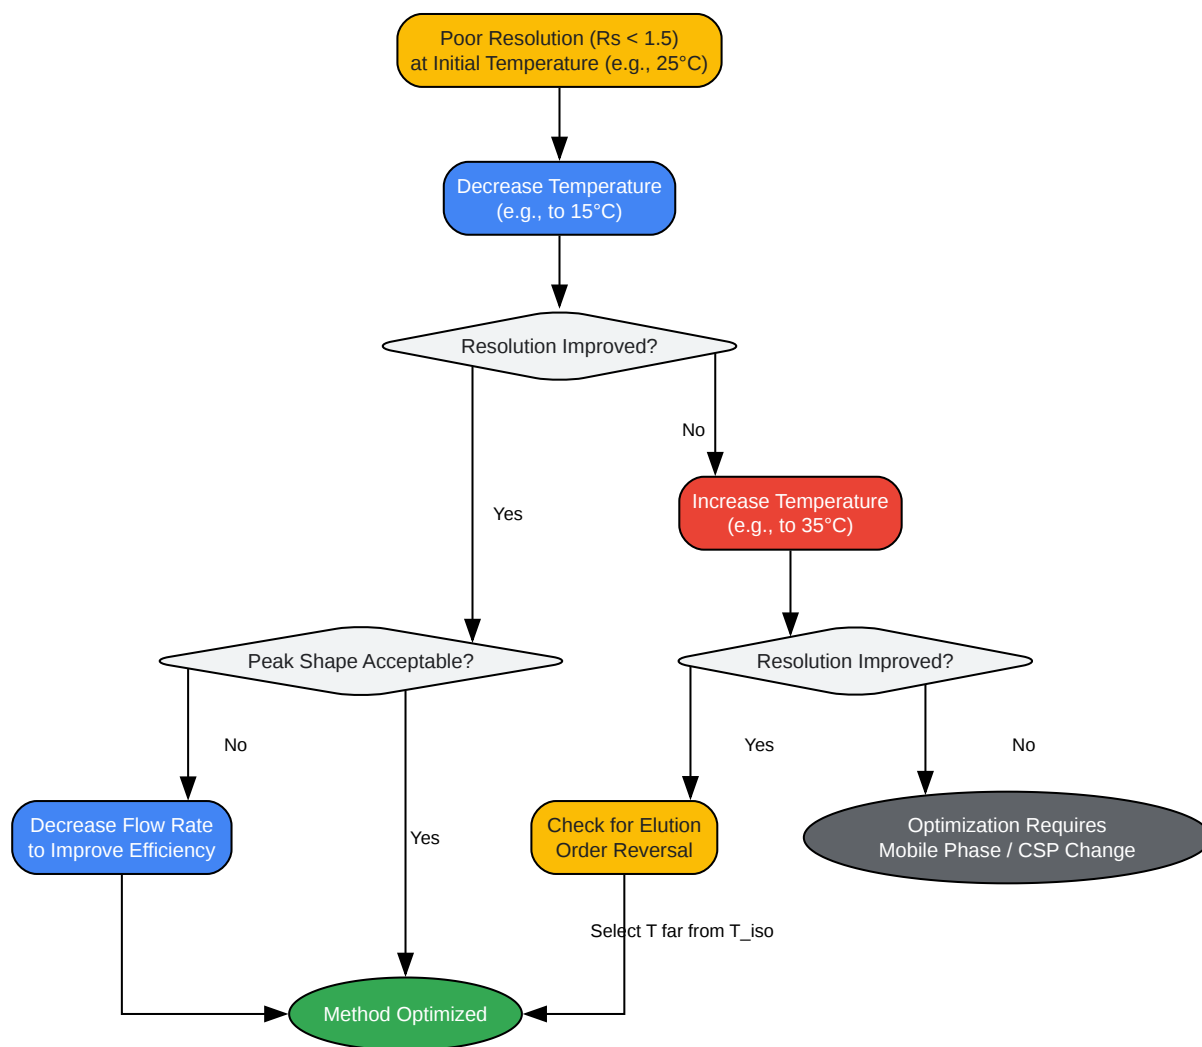 Poor Resolution (Rs < 1.5)
at Initial Temperature (e.g., 25°C)
Decrease Temperature
(e.g., to 15°C)
Resolution Improved?
No
Increase Temperature
(e.g., to 35°C)
Yes
Peak Shape Acceptable?
Resolution Improved?
No
Yes
No
Decrease Flow Rate
to Improve Efficiency
Yes
Check for Elution
Order Reversal
Optimization Requires
Mobile Phase / CSP Change
Select T far from T_iso
Method Optimized